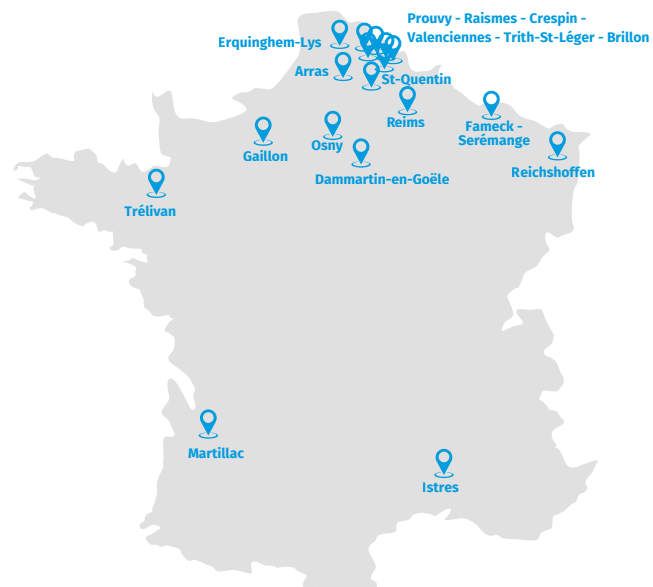 Prouvy - Raismes - Crespin -
Valenciennes - Trith-St-Léger - Brillon
Erquinghem-Lys
Arras
St-Quentin
Reims
Fameck -
Serémange
Gaillon
Osny
Reichshoffen
Dammartin-en-Goële
Trélivan
Martillac
Istres